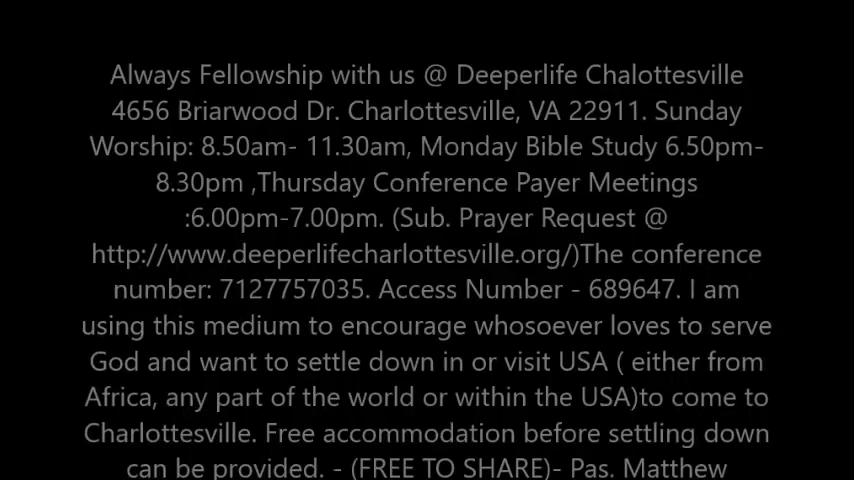 Always Fellowship with us @ Deeperlife Chalottesville
4656 Briarwood Dr. Charlottesville, VA 22911. Sunday
Worship: 8.50am- 11.30am, Monday Bible Study 6.50pm-
8.30pm ,Thursday Conference Payer Meetings
:6.00pm-7.00pm. (Sub. Prayer Request @
http://www.deeperlifecharlottesville.org/)The conference
number: 7127757035. Access Number - 689647. I am
using this medium to encourage whosoever loves to serve
God and want to settle down in or visit USA ( either from
Africa, any part of the world or within the USA)to come to
Charlottesville. Free accommodation before settling down
can be provided. - (FREE TO SHARE)- Pas. Matthew